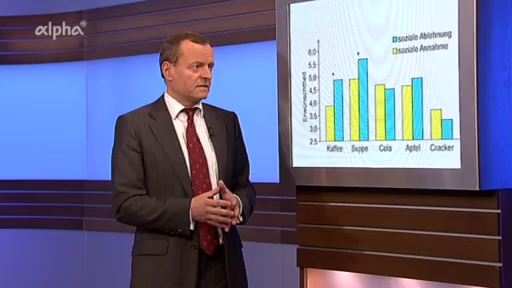 alpha
soziale Ablehnung
soziale Annahme
Erwünschtheit
6,0
5,5
5,0
4,5
4,0
3,5
3,0
2,5
* *
Kaffee Suppe Cola Apfel Cracker